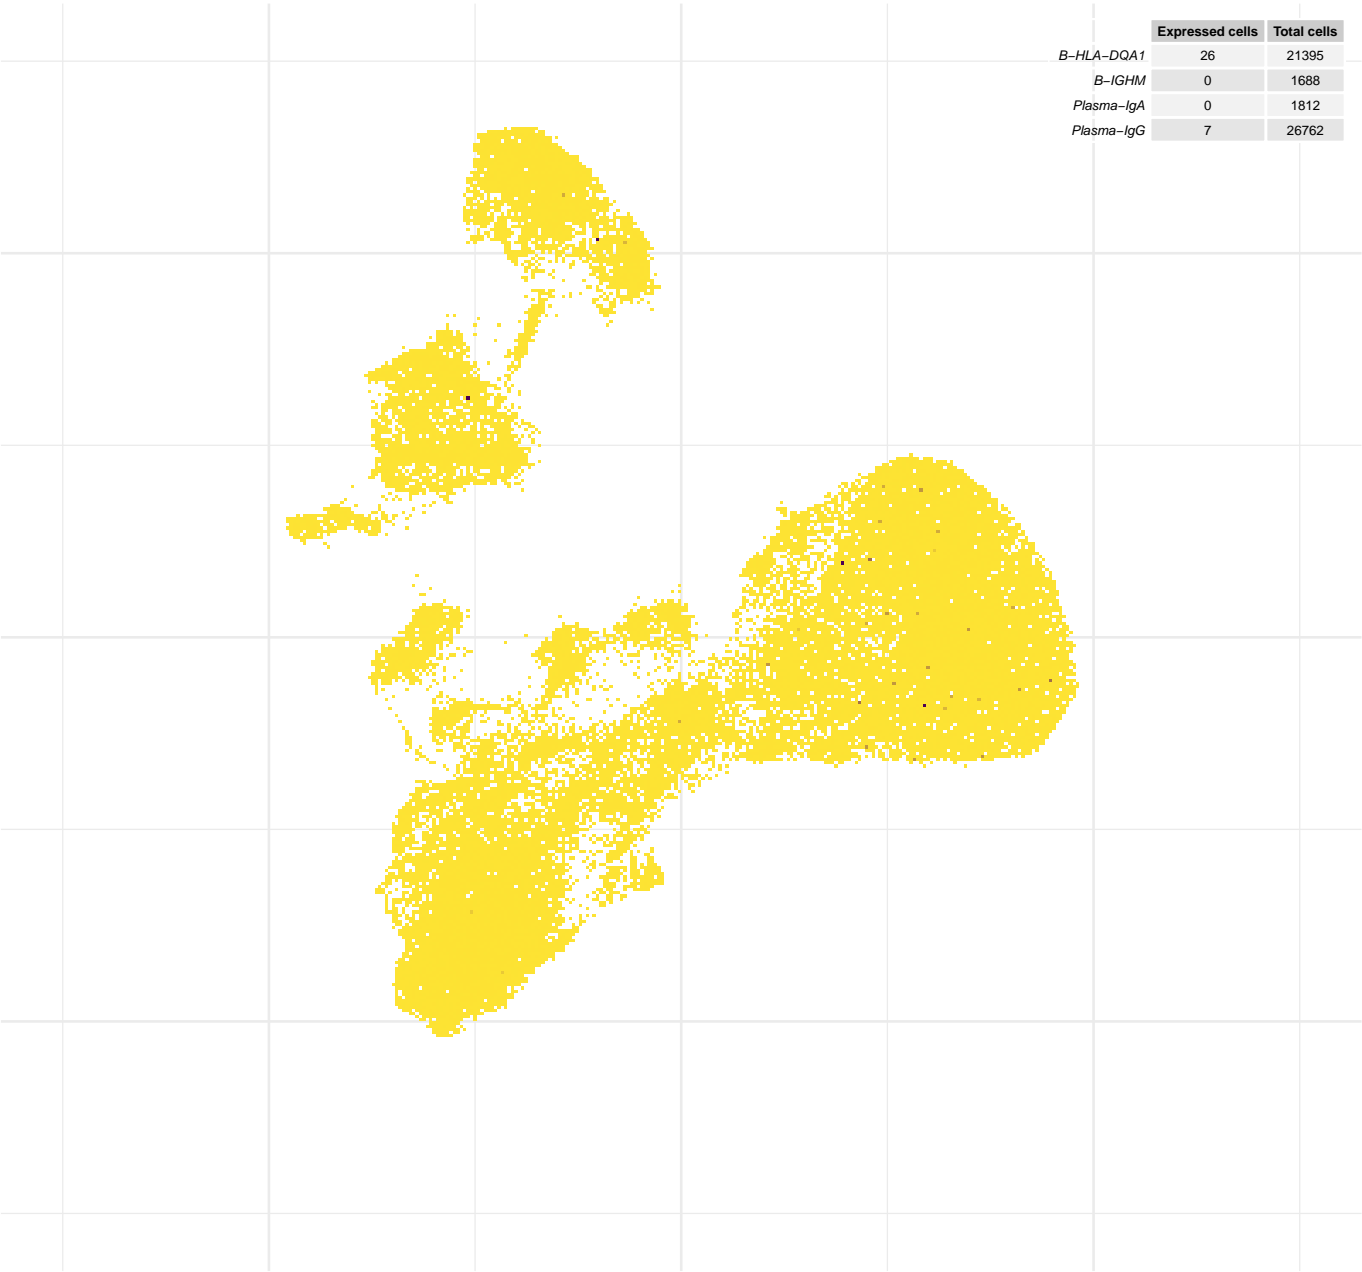 Expressed cells Total cells
B−HLA−DQA1 26 21395
B−IGHM 0 1688
Plasma−IgA 0 1812
Plasma−IgG 7 26762